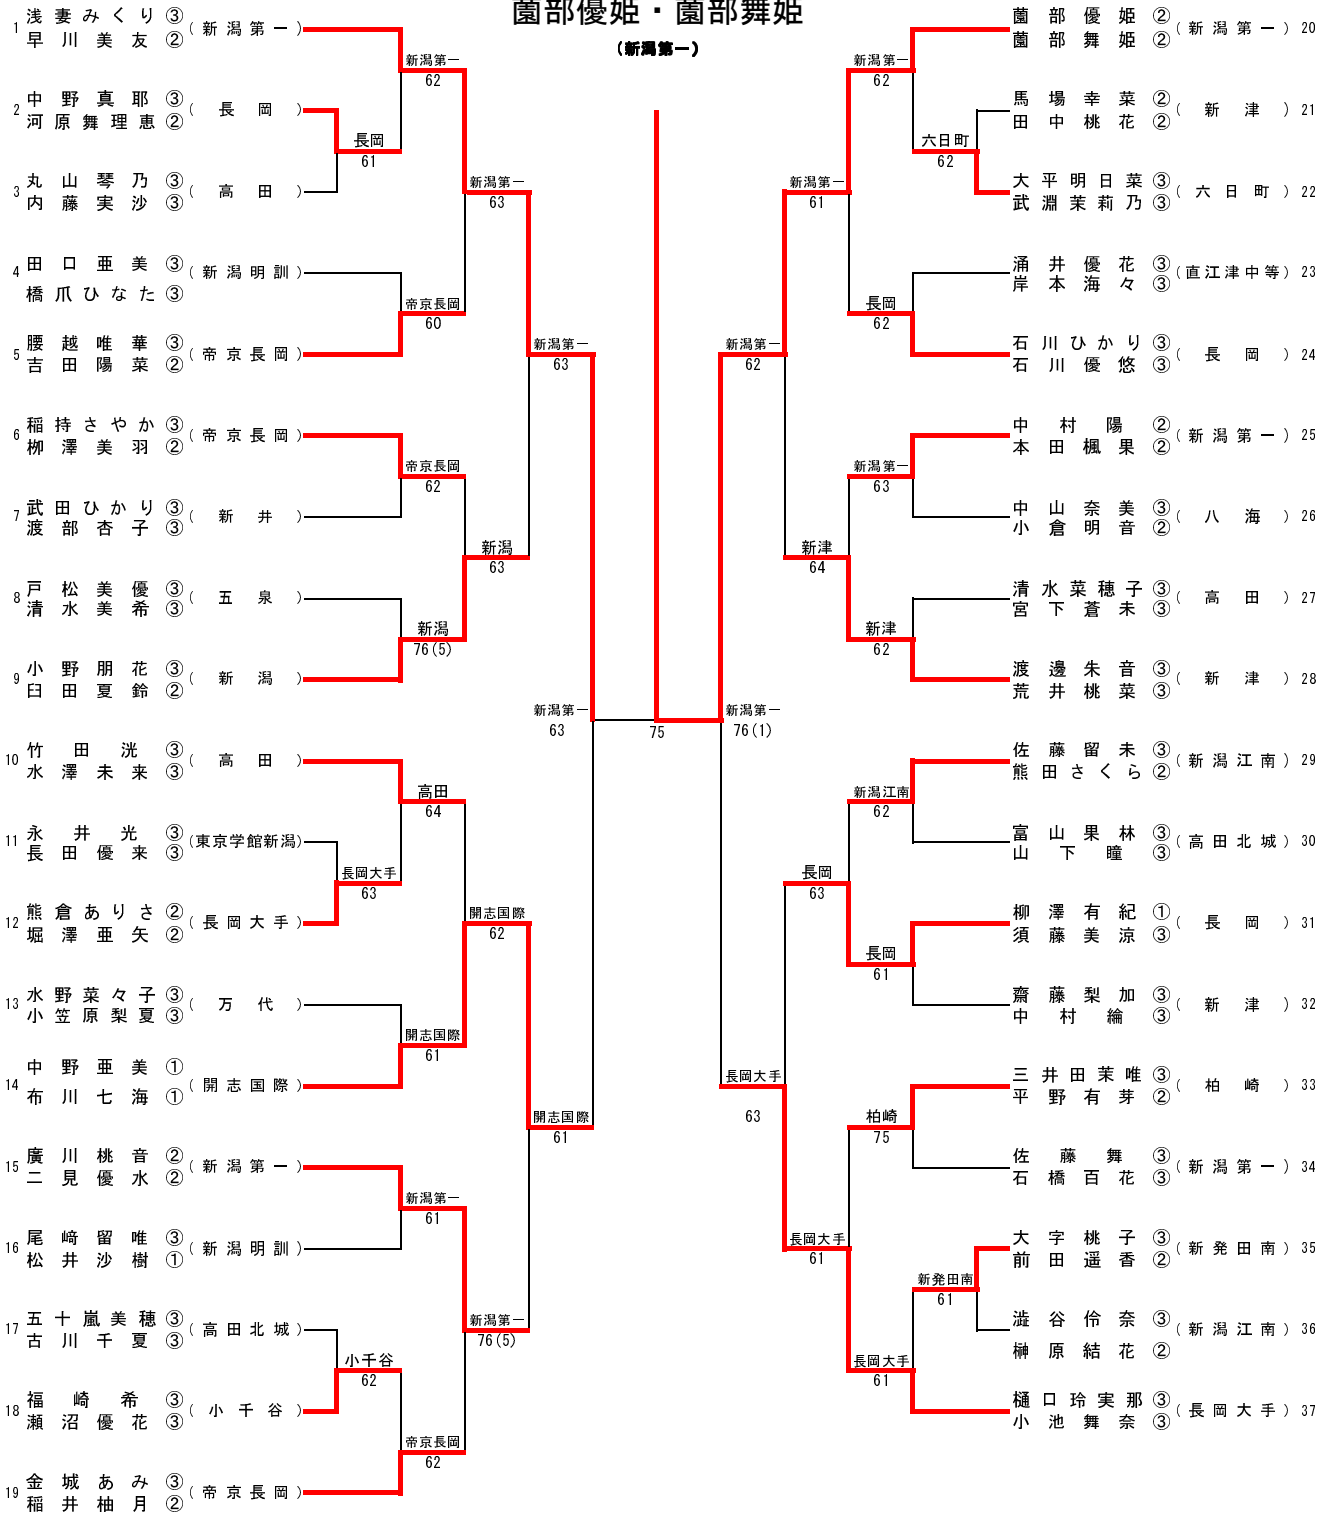 薗部優姫・薗部舞姫
(新潟第一)
1 浅妻みくり ③ (新潟第一)
早川美友 ②
2 中野真耶 ③ (長岡)
河原舞理恵 ②
3 丸山琴乃 ③ (高田)
内藤実沙 ③
4 田口亜美 ③ (新潟明訓)
橋爪ひなた ③
5 腰越唯華 ③ (帝京長岡)
吉田陽菜 ②
6 稲持さやか ③ (帝京長岡)
栁澤美羽 ②
7 武田ひかり ③ (新井)
渡部杏子 ③
8 戸松美優 ③ (五泉)
清水美希 ③
9 小野朋花 ③ (新潟)
臼田夏鈴 ②
10 竹田洸 ③ (高田)
水澤未来 ③
11 永井光 ③ (東京学館新潟)
長田優来 ③
12 熊倉ありさ ② (長岡大手)
堀澤亜矢 ②
13 水野菜々子 ③ (万代)
小笠原梨夏 ③
14 中野亜美 ① (開志国際)
布川七海 ①
15 廣川桃音 ② (新潟第一)
二見優水 ②
16 尾﨑留唯 ③ (新潟明訓)
松井沙樹 ①
17 五十嵐美穂 ③ (高田北城)
古川千夏 ③
18 福崎希 ③ (小千谷)
瀬沼優花 ③
19 金城あみ ③ (帝京長岡)
稲井柚月 ②
長岡
61
長岡大手
63
小千谷
62
新潟第一
62
帝京長岡
60
帝京長岡
62
新潟
76(5)
高田
64
開志国際
61
新潟第一
61
帝京長岡
62
新潟第一
63
新潟
63
開志国際
62
新潟第一
76(5)
新潟第一
63
開志国際
61
新潟第一
63
75
新潟第一
76(1)
新潟第一
62
長岡大手
63
新潟第一
61
新津
64
長岡
63
長岡大手
61
新潟第一
62
長岡
62
新潟第一
63
新津
62
新潟江南
62
長岡
61
柏崎
75
長岡大手
61
六日町
62
新発田南
61
薗部優姫 ② (新潟第一) 20
薗部舞姫 ②
馬場幸菜 ② (新津) 21
田中桃花 ②
大平明日菜 ③ (六日町) 22
武淵茉莉乃 ③
涌井優花 ③ (直江津中等) 23
岸本海々 ③
石川ひかり ③ (長岡) 24
石川優悠 ③
中村陽 ② (新潟第一) 25
本田楓果 ②
中山奈美 ③ (八海) 26
小倉明音 ②
清水菜穂子 ③ (高田) 27
宮下蒼未 ③
渡邊朱音 ③ (新津) 28
荒井桃菜 ③
佐藤留未 ③ (新潟江南) 29
熊田さくら ②
富山果林 ③ (高田北城) 30
山下瞳 ③
柳澤有紀 ① (長岡) 31
須藤美涼 ③
齋藤梨加 ③ (新津) 32
中村綸 ③
三井田茉唯 ③ (柏崎) 33
平野有芽 ②
佐藤舞 ③ (新潟第一) 34
石橋百花 ③
大字桃子 ③ (新発田南) 35
前田遥香 ②
澁谷伶奈 ③ (新潟江南) 36
榊原結花 ②
樋口玲実那 ③ (長岡大手) 37
小池舞奈 ③